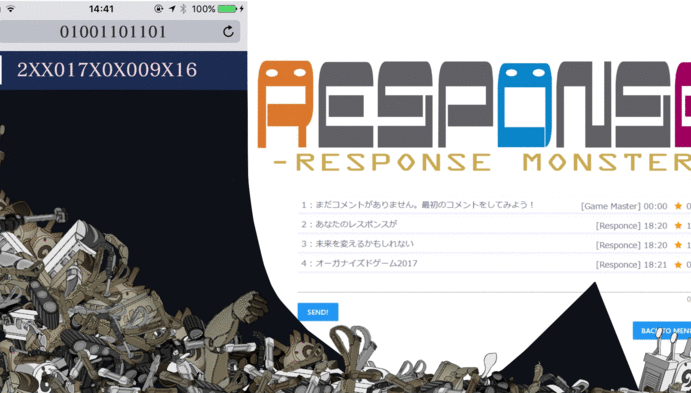 14:41
100%
01001101101
2XX017X0X009X16
RESPONSE
-RESPONSE MONSTER
1：まだコメントがありません。最初のコメントをしてみよう！ [Game Master] 00:00 ★ 0
2：あなたのレスポンスが [Responce] 18:20 ★ 1
3：未来を変えるかもしれない [Responce] 18:20 ★ 1
4：オーガナイズドゲーム2017 [Responce] 18:21 ★ 0
0
SEND!
BACK TO MENU